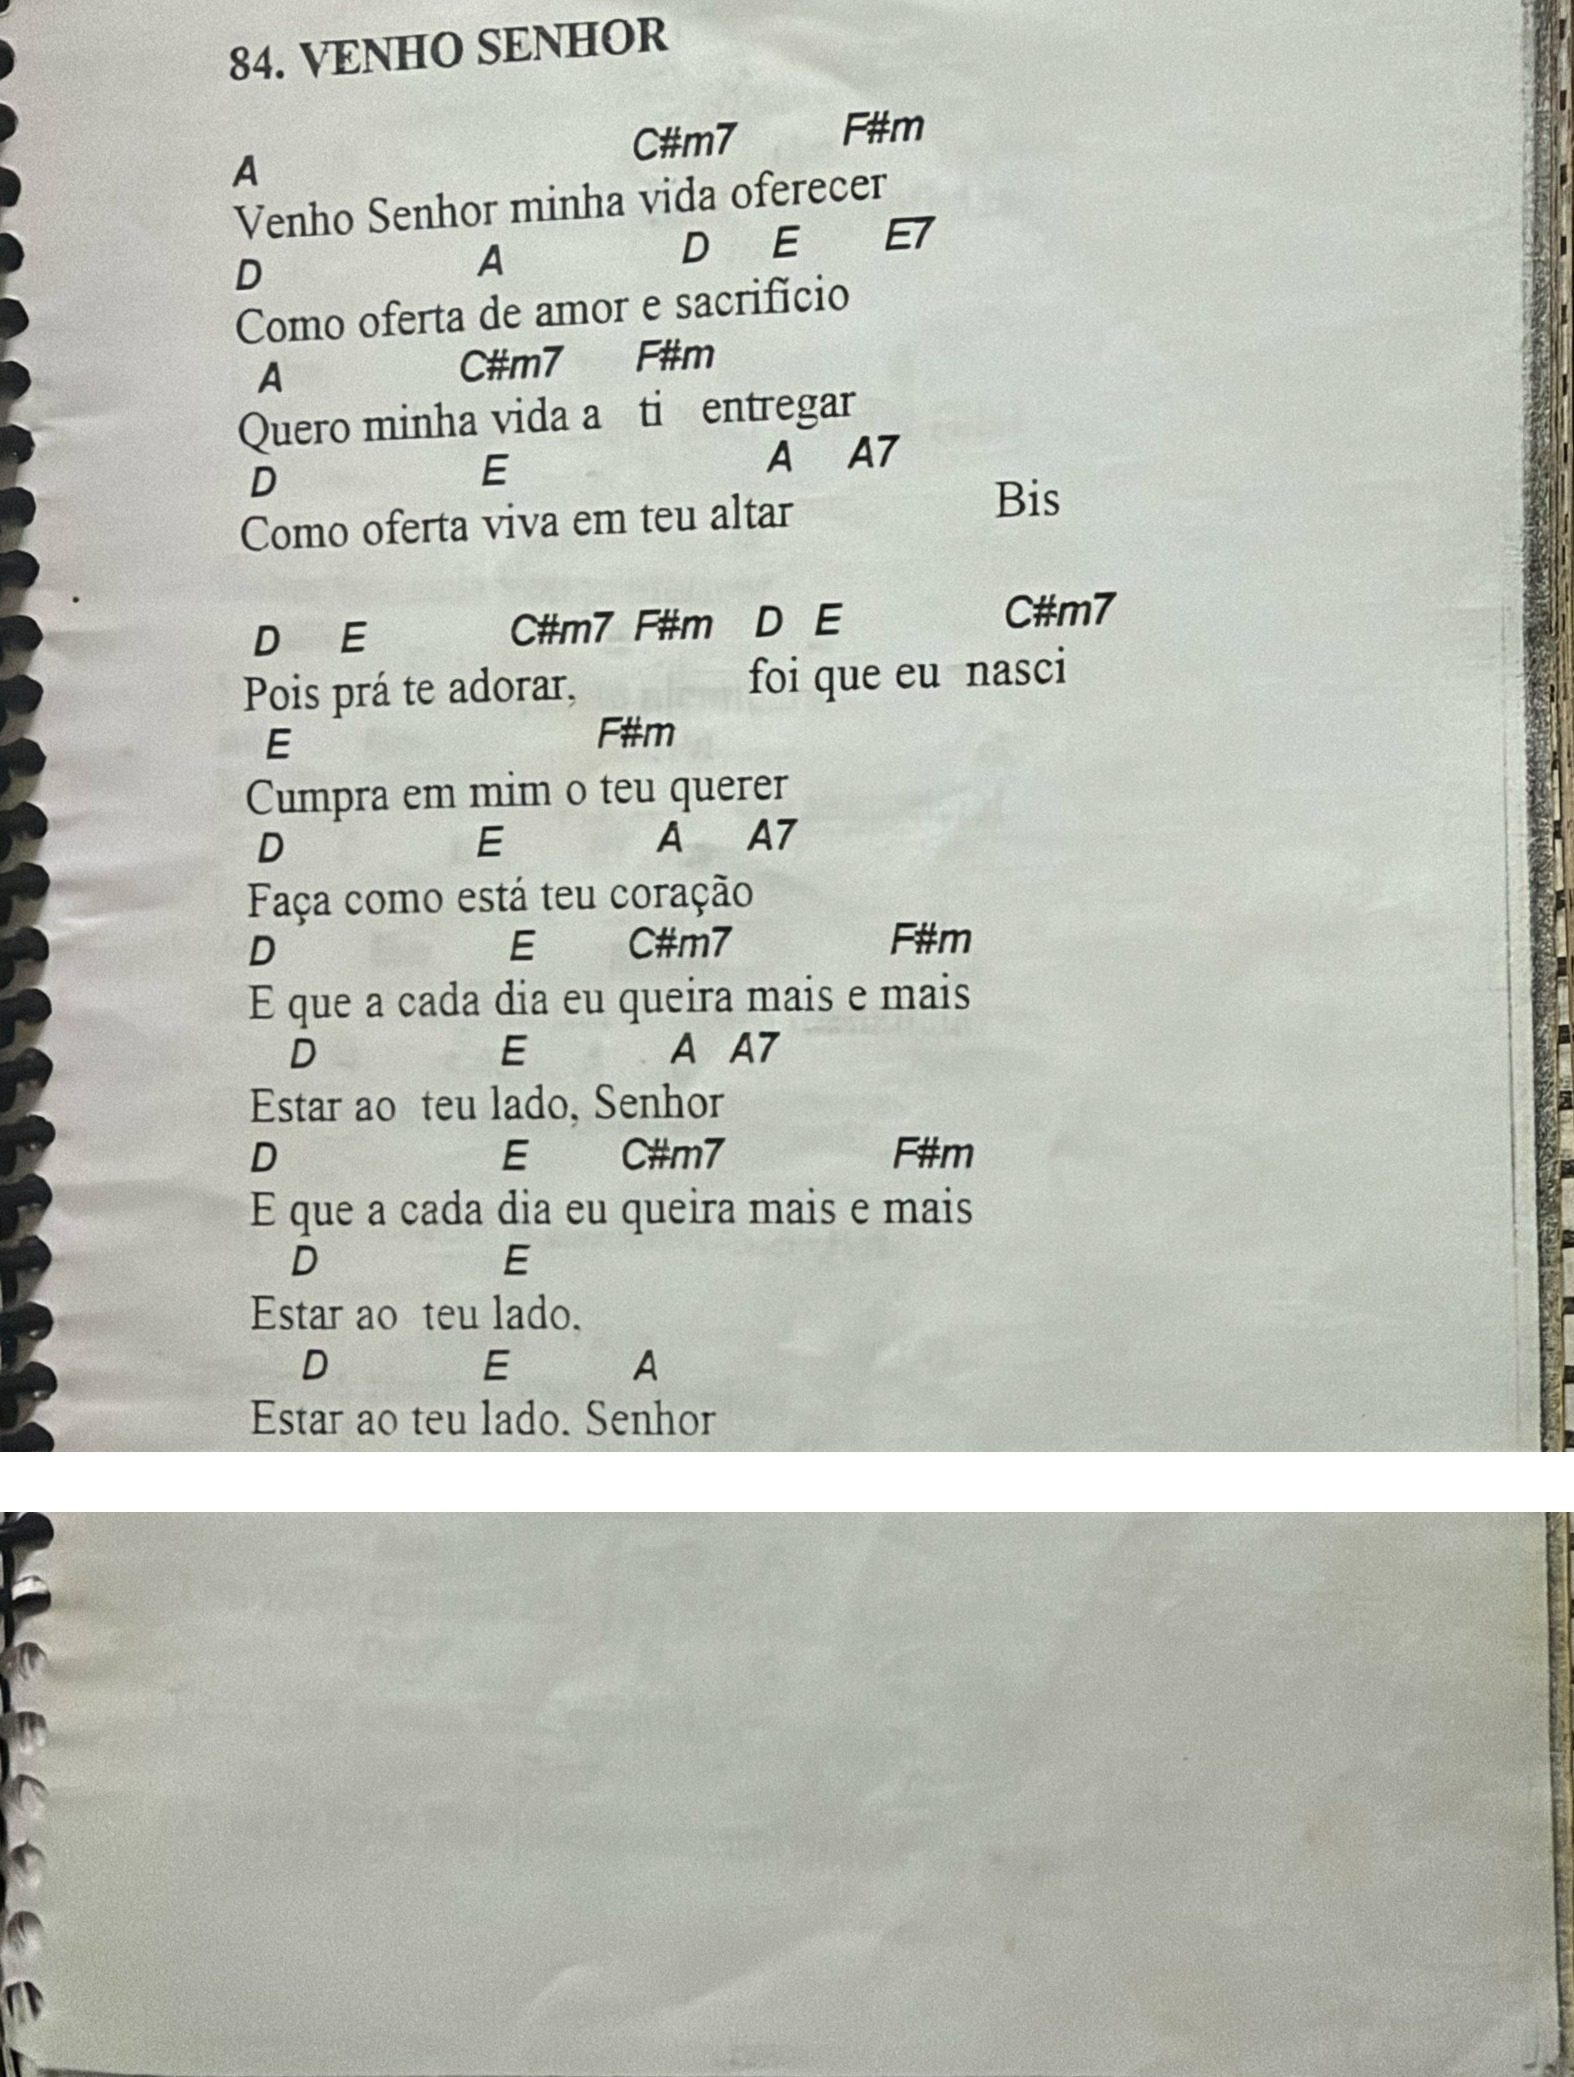 84. VENHO SENHOR
A C#m7 F#m
Venho Senhor minha vida oferecer
D A D E E7
Como oferta de amor e sacrifício
A C#m7 F#m
Quero minha vida a ti entregar
D E A A7
Como oferta viva em teu altar Bis
D E C#m7 F#m D E C#m7
Pois prá te adorar, foi que eu nasci
E F#m
Cumpra em mim o teu querer
D E A A7
Faça como está teu coração
D E C#m7 F#m
E que a cada dia eu queira mais e mais
D E A A7
Estar ao teu lado, Senhor
D E C#m7 F#m
E que a cada dia eu queira mais e mais
D E
Estar ao teu lado.
D E A
Estar ao teu lado. Senhor